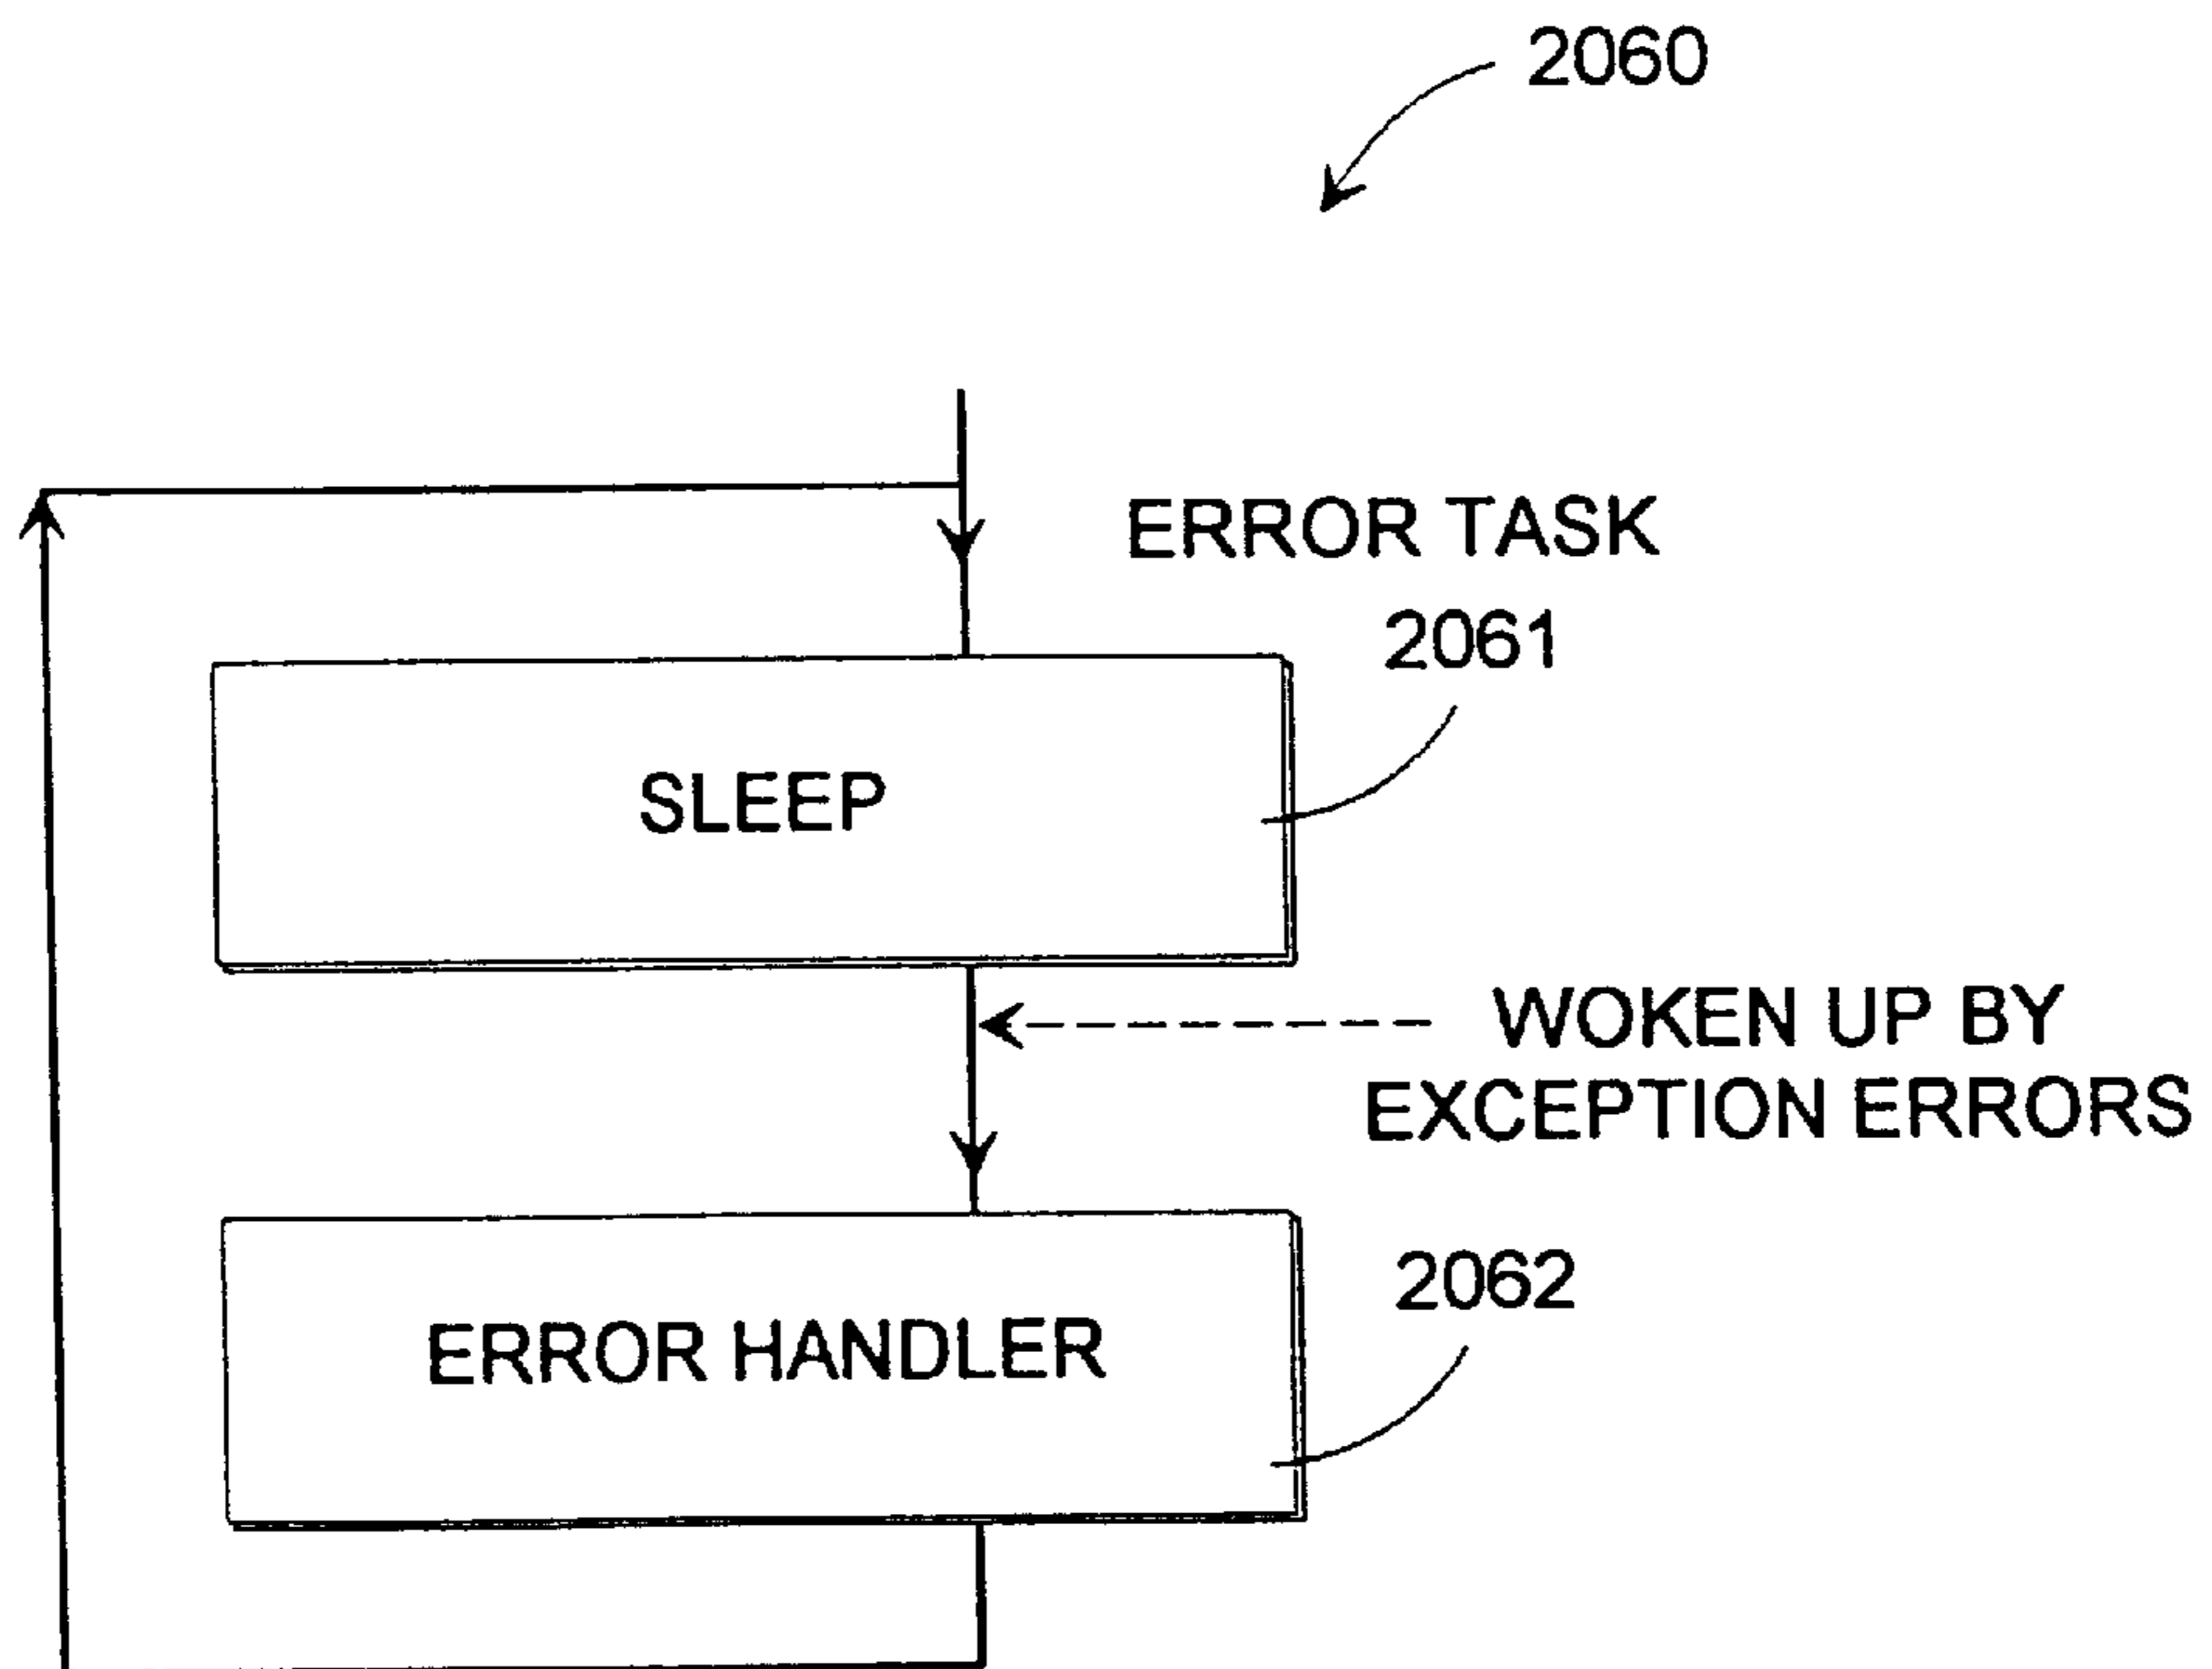 2060
ERROR TASK
2061
SLEEP
WOKEN UP BY
EXCEPTION ERRORS
2062
ERROR HANDLER